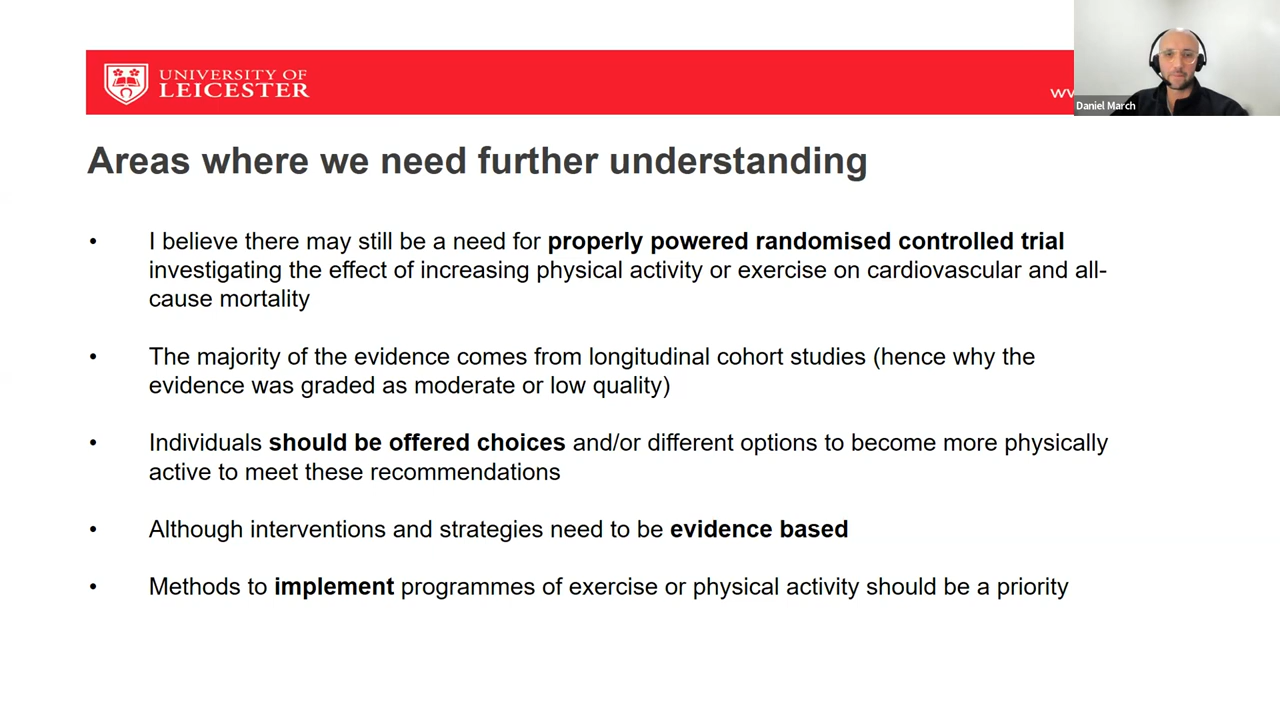 UNIVERSITY OF
LEICESTER
Daniel March
Areas where we need further understanding
• I believe there may still be a need for properly powered randomised controlled trial
investigating the effect of increasing physical activity or exercise on cardiovascular and all-
cause mortality
• The majority of the evidence comes from longitudinal cohort studies (hence why the
evidence was graded as moderate or low quality)
• Individuals should be offered choices and/or different options to become more physically
active to meet these recommendations
• Although interventions and strategies need to be evidence based
• Methods to implement programmes of exercise or physical activity should be a priority